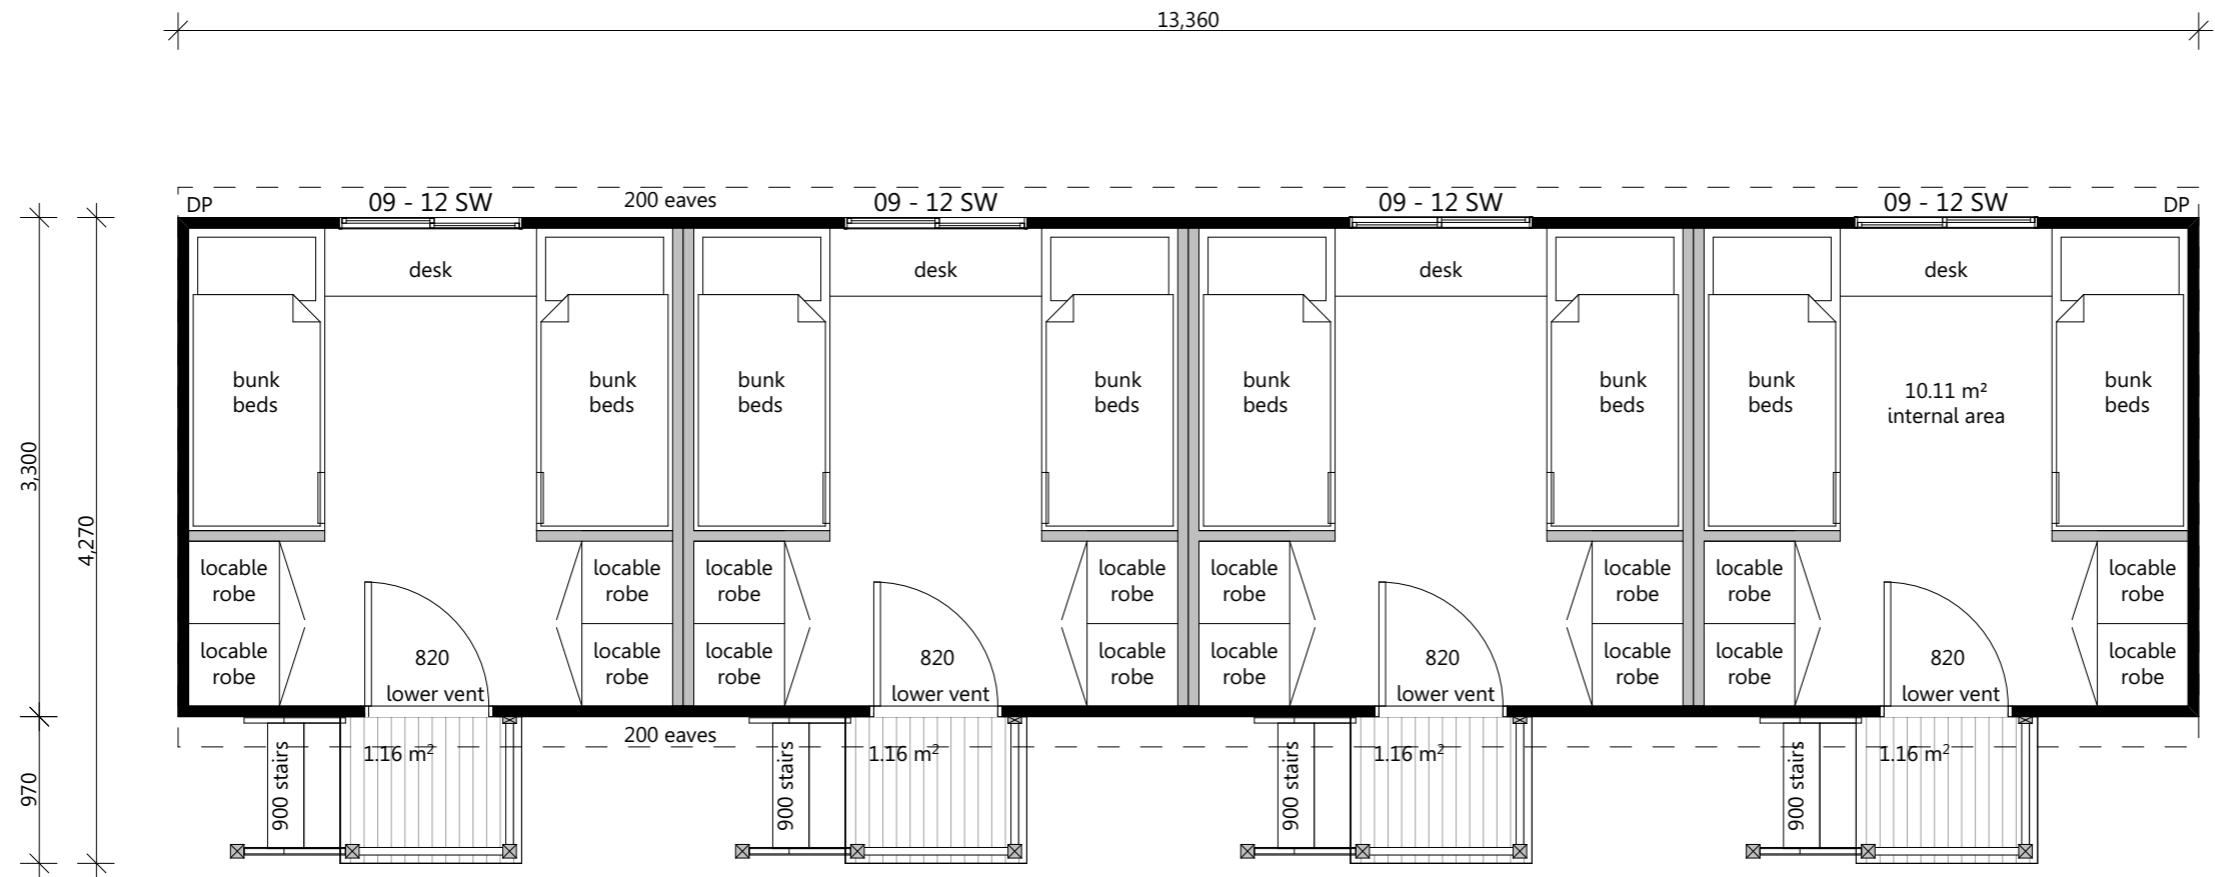 13,360
DP
09 - 12 SW
200 eaves
09 - 12 SW
09 - 12 SW
09 - 12 SW
DP
desk
desk
desk
desk
bunk
beds
bunk
beds
bunk
beds
bunk
beds
bunk
beds
bunk
beds
bunk
beds
10.11 m²
internal area
bunk
beds
3,300
4,270
locable
robe
locable
robe
locable
robe
locable
robe
locable
robe
locable
robe
locable
robe
locable
robe
locable
robe
820
lower vent
locable
robe
locable
robe
820
lower vent
locable
robe
locable
robe
820
lower vent
locable
robe
locable
robe
820
lower vent
locable
robe
970
900 stairs
1.16 m²
200 eaves
900 stairs
1.16 m²
900 stairs
1.16 m²
900 stairs
1.16 m²